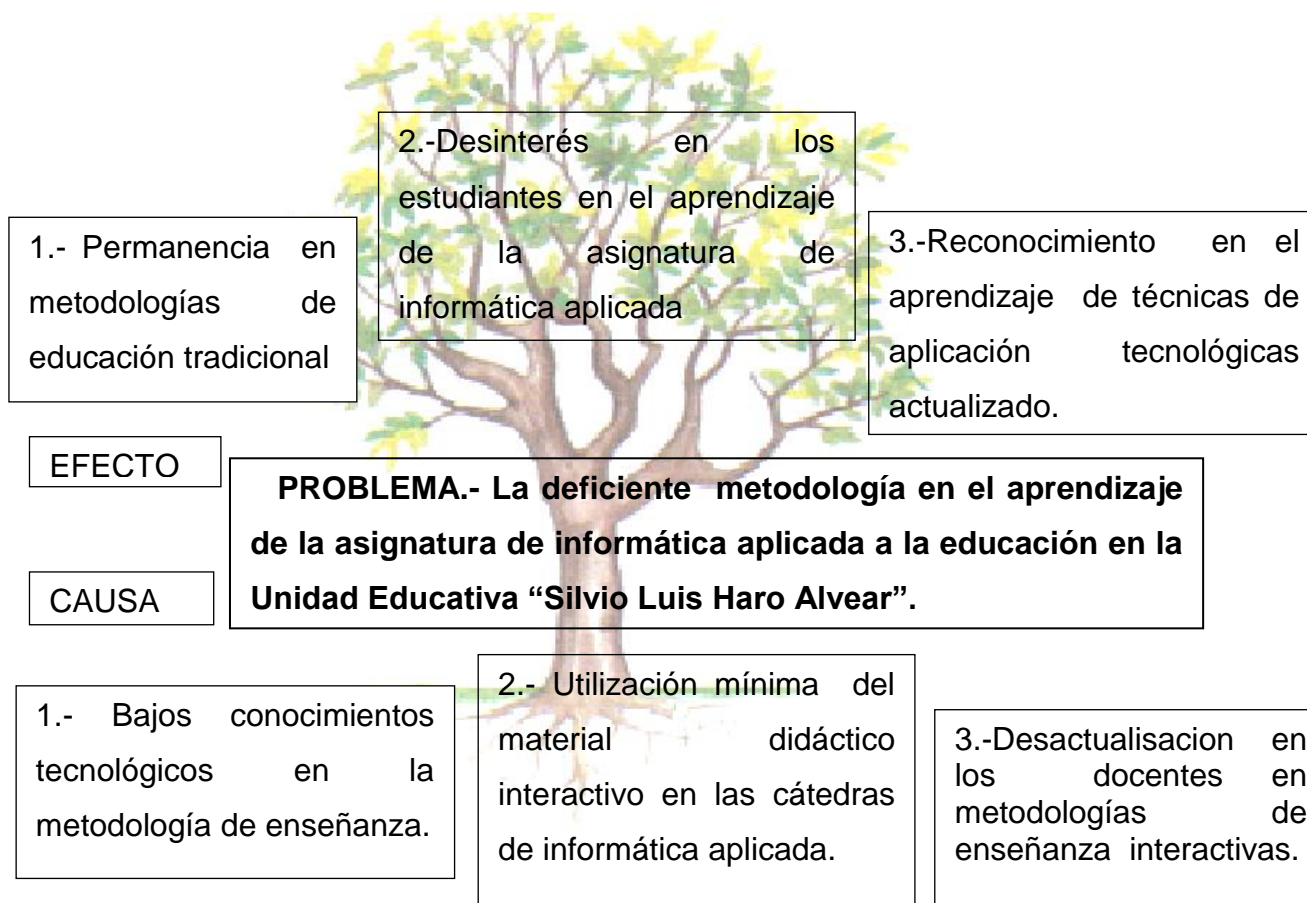 2.-Desinterés en los
estudiantes en el aprendizaje
de la asignatura de
informática aplicada
1.- Permanencia en
metodologías de
educación tradicional
3.-Reconocimiento en el
aprendizaje de técnicas de
aplicación tecnológicas
actualizado.
EFECTO
PROBLEMA.- La deficiente metodología en el aprendizaje
de la asignatura de informática aplicada a la educación en la
Unidad Educativa “Silvio Luis Haro Alvear”.
CAUSA
1.- Bajos conocimientos
tecnológicos en la
metodología de enseñanza.
2.- Utilización mínima del
material didáctico
interactivo en las cátedras
de informática aplicada.
3.-Desactualisacion en
los docentes en
metodologías de
enseñanza interactivas.